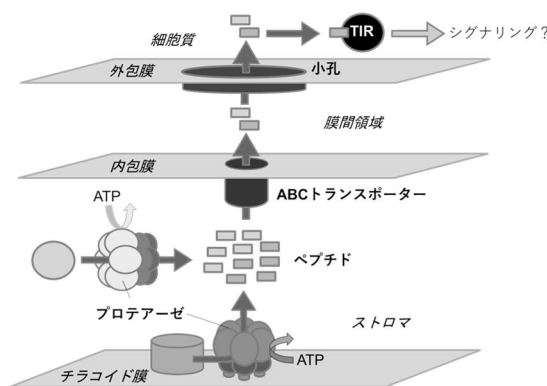 細胞質
TIR
シグナリング?
外包膜
小孔
膜間領域
内包膜
ABCトランスポーター
ATP
ペプチド
プロテアーゼ
ストロマ
ATP
チラコイド膜